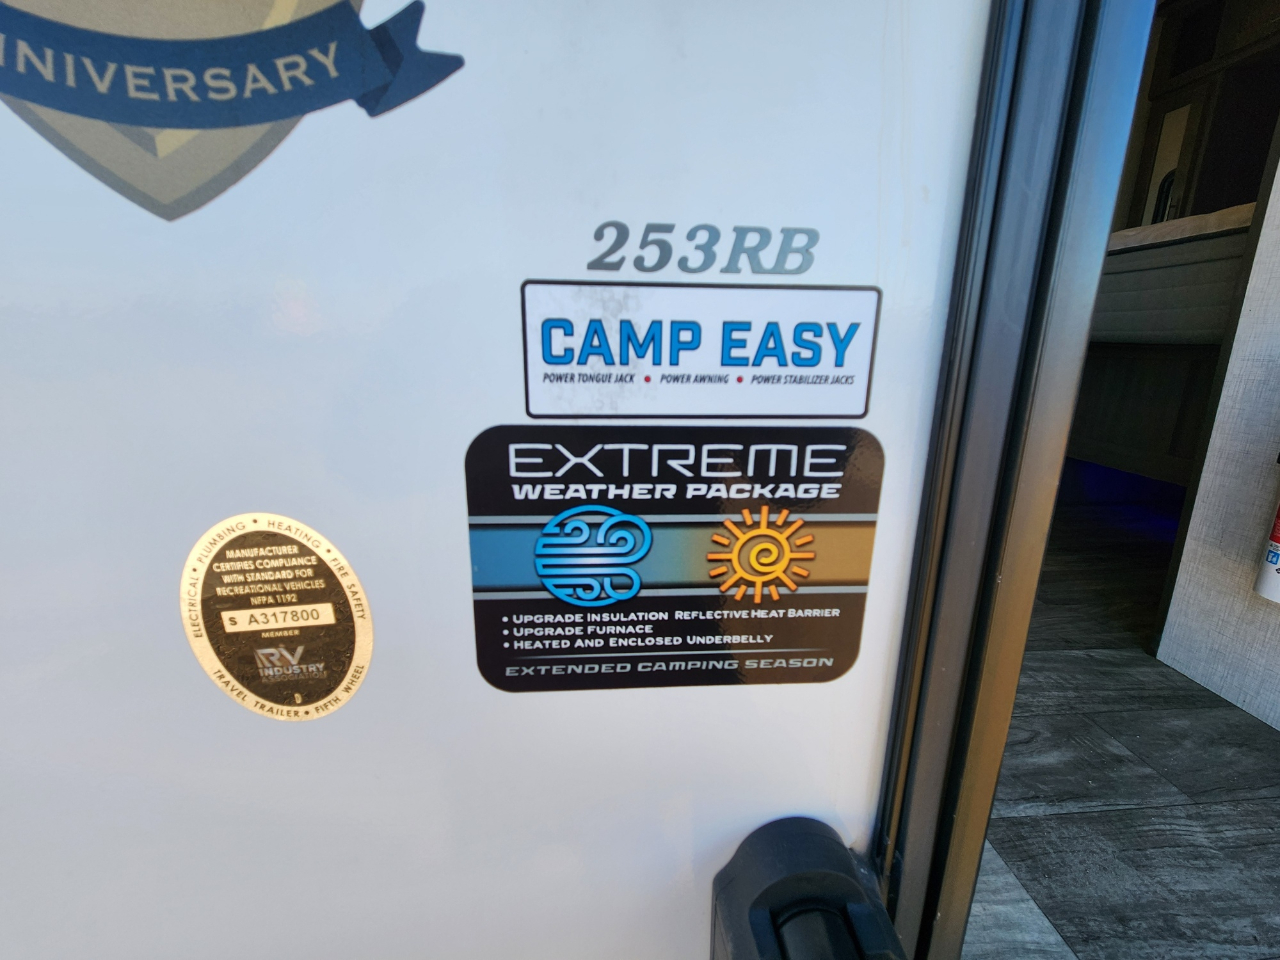 NIVERSARY
253RB
CAMP EASY
POWER TONGUE JACK • POWER AWNING • POWER STABILIZER JACKS
EXTREME
WEATHER PACKAGE
• UPGRADE INSULATION REFLECTIVE HEAT BARRIER
• UPGRADE FURNACE
• HEATED AND ENCLOSED UNDERBELLY
EXTENDED CAMPING SEASON
ELECTRICAL • PLUMBING • HEATING • FIRE SAFETY
MANUFACTURER
CERTIFIES COMPLIANCE
WITH STANDARD FOR
RECREATIONAL VEHICLES
NFPA 1192
S A317800
MEMBER
RV
INDUSTRY
ASSOCIATION
TRAVEL TRAILER • FIFTH WHEEL